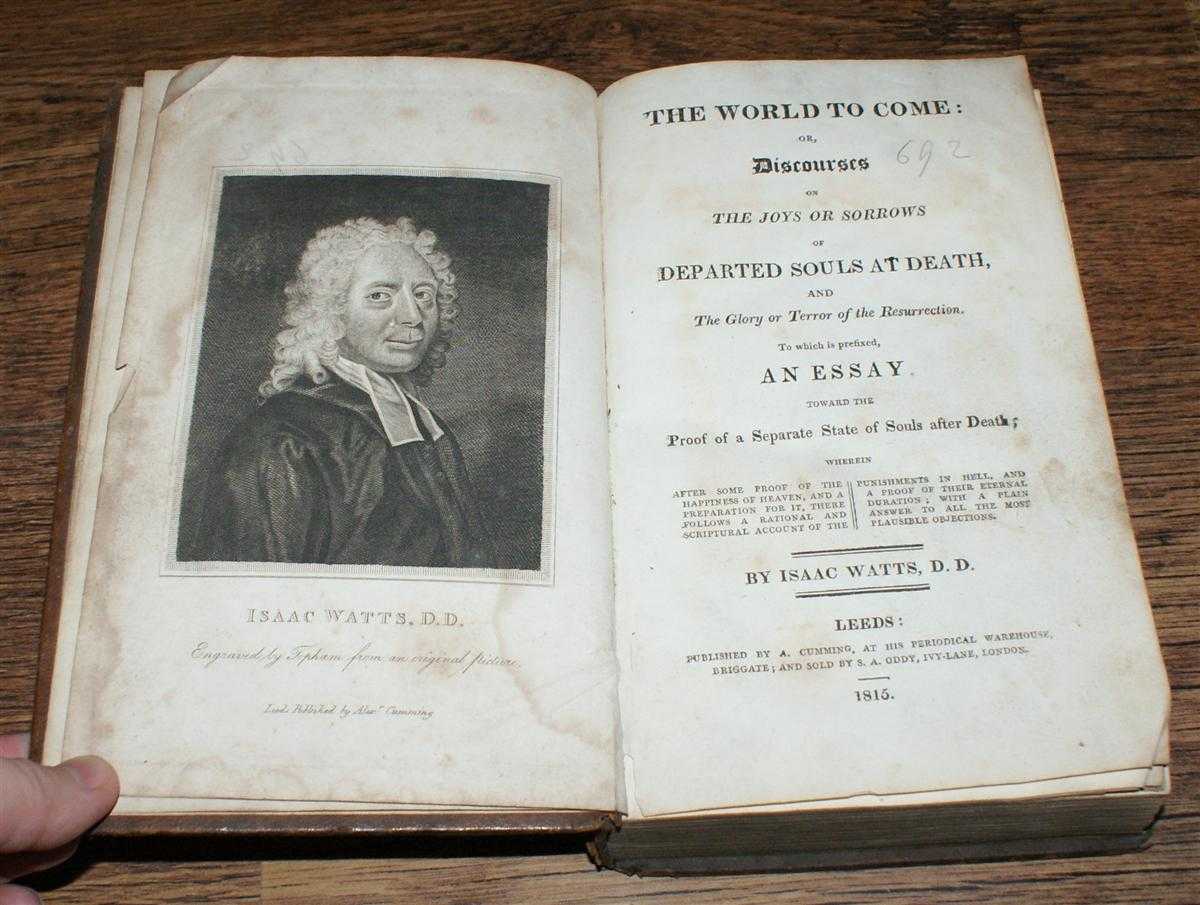 ISAAC WATTS, D.D.
Engraved by Topham from an original picture.
Leeds Published by Alexr. Cumming
THE WORLD TO COME:
OR,
Discourses
692
ON
THE JOYS OR SORROWS
OF
DEPARTED SOULS AT DEATH,
AND
The Glory or Terror of the Resurrection.
To which is prefixed,
AN ESSAY
TOWARD THE
Proof of a Separate State of Souls after Death;
WHEREIN
AFTER SOME PROOF OF THE
HAPPINESS OF HEAVEN, AND A
PREPARATION FOR IT, THERE
FOLLOWS A RATIONAL AND
SCRIPTURAL ACCOUNT OF THE
PUNISHMENTS IN HELL, AND
A PROOF OF THEIR ETERNAL
DURATION; WITH A PLAIN
ANSWER TO ALL THE MOST
PLAUSIBLE OBJECTIONS.
BY ISAAC WATTS, D. D.
LEEDS:
PUBLISHED BY A. CUMMING, AT HIS PERIODICAL WAREHOUSE,
BRIGGATE; AND SOLD BY S. A. ODDY, IVY-LANE, LONDON.
1815.